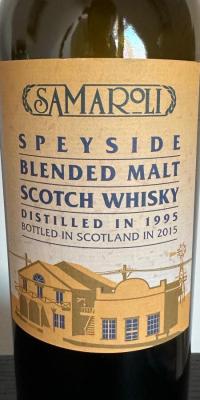 SAMAROLI
SPEYSIDE
BLENDED MALT
SCOTCH WHISKY
DISTILLED IN 1995
BOTTLED IN SCOTLAND IN 2015